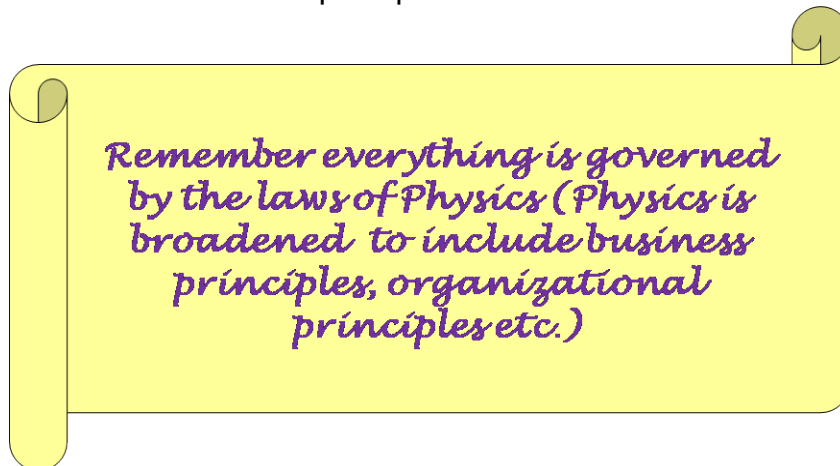 Remember everything is governed
by the laws of Physics (Physics is
broadened to include business
principles, organizational
principles etc.)